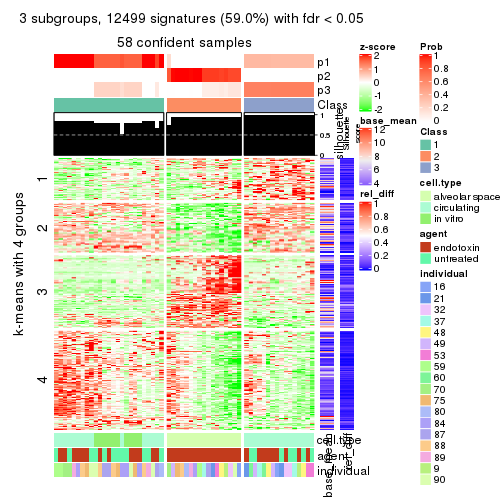 3 subgroups, 12499 signatures (59.0%) with fdr < 0.05
58 confident samples
p1
p2
p3
Class
1
0.5
0
silhouette
score
k-means with 4 groups
1
2
3
4
cell.type
agent
individual
base_mean
rel_diff
z-score
2
1
0
-1
-2
base_mean
12
10
8
6
4
rel_diff
1
0.8
0.6
0.4
0.2
0
Prob
1
0.8
0.6
0.4
0.2
0
Class
1
2
3
cell.type
alveolar space
circulating
in vitro
agent
endotoxin
untreated
individual
16
21
32
37
48
49
53
59
60
70
75
80
84
87
88
89
9
90